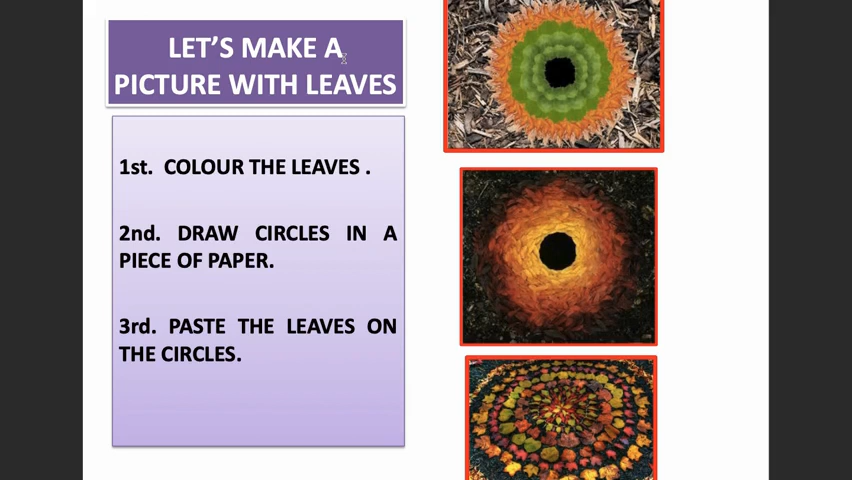 LET’S MAKE A
PICTURE WITH LEAVES
1st. COLOUR THE LEAVES .
2nd. DRAW CIRCLES IN A
PIECE OF PAPER.
3rd. PASTE THE LEAVES ON
THE CIRCLES.